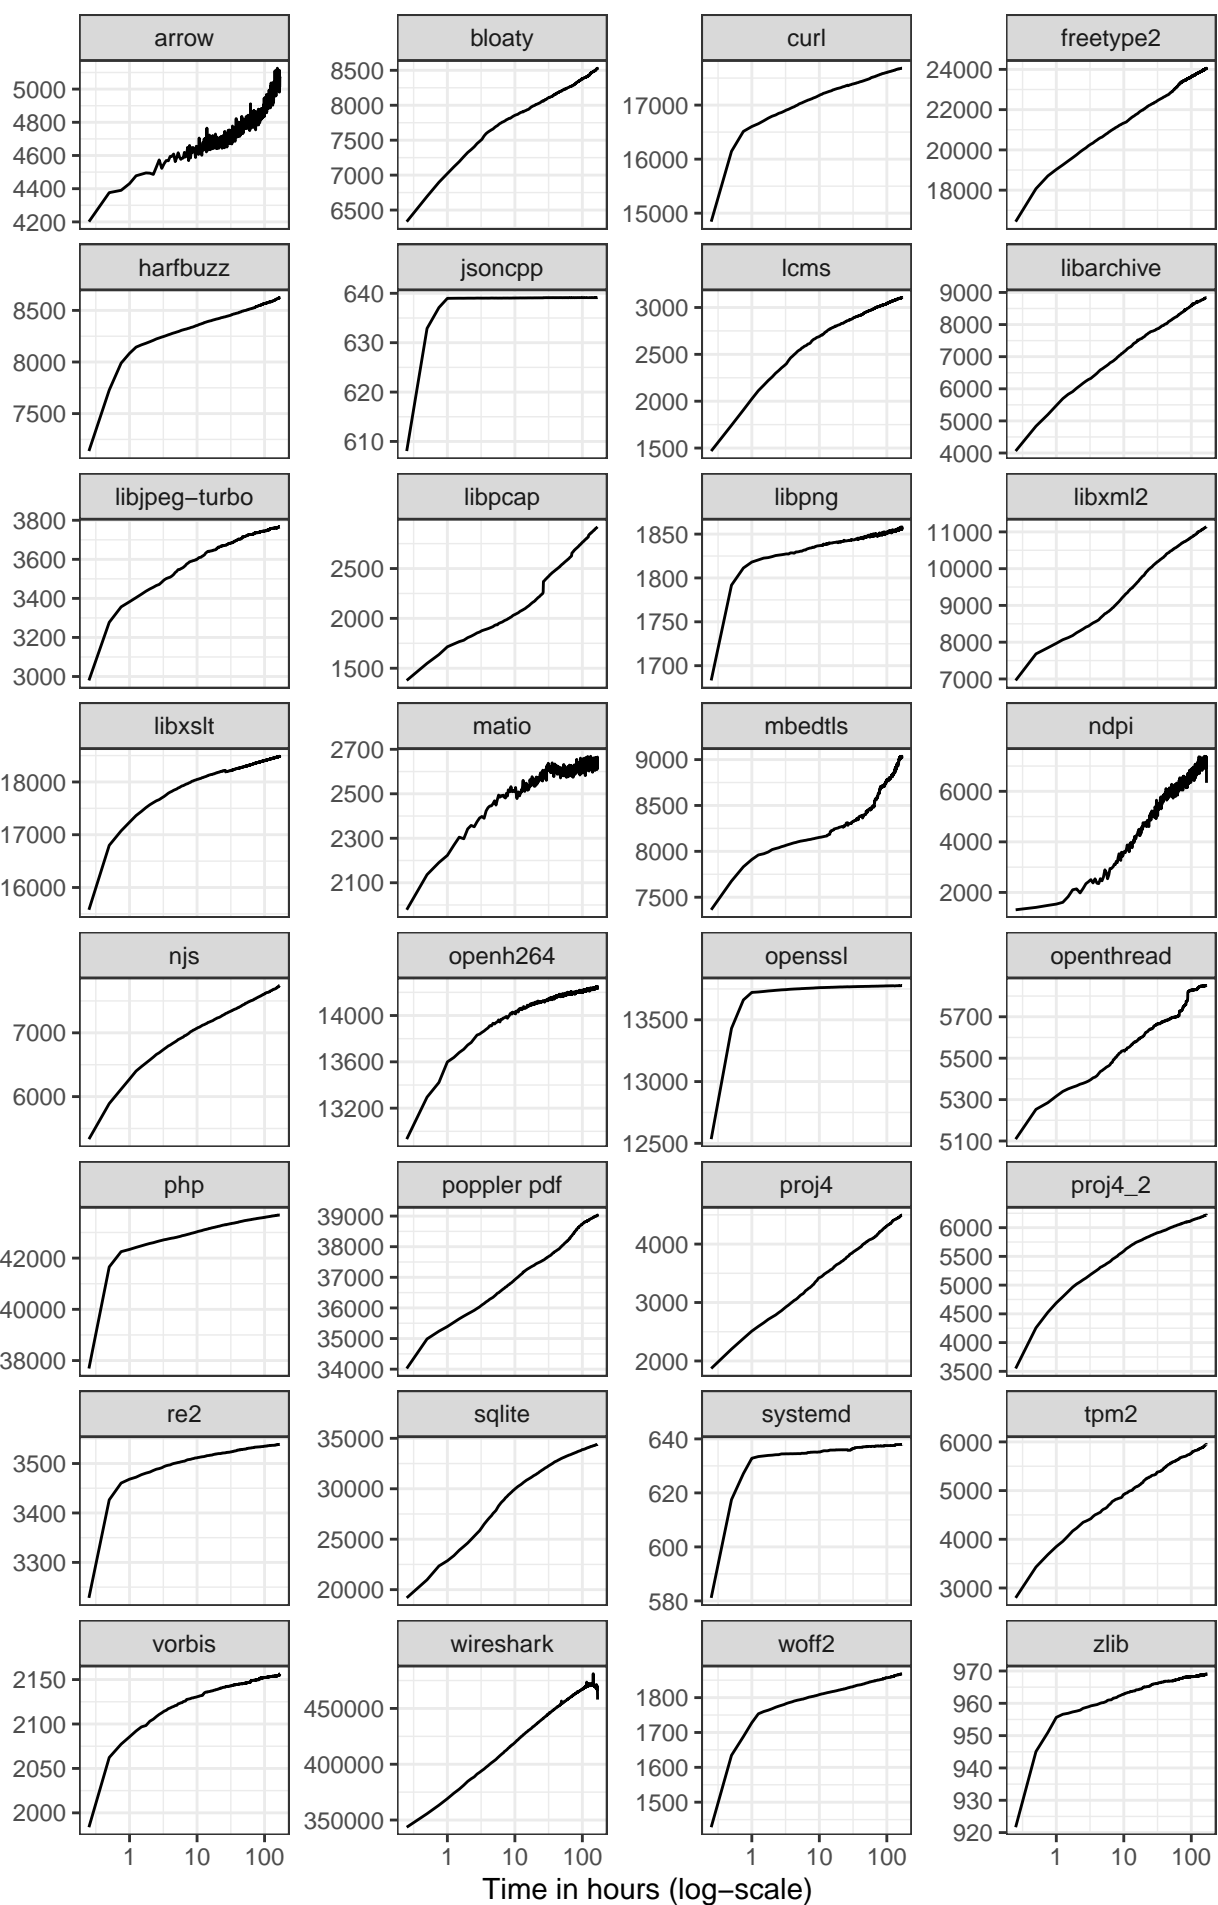 arrow bloaty curl freetype2
5000 4800 4600 4400 4200
8500 8000 7500 7000 6500
17000 16000 15000
24000 22000 20000 18000
harfbuzz jsoncpp lcms libarchive
8500 8000 7500
640 630 620 610
3000 2500 2000 1500
9000 8000 7000 6000 5000 4000
libjpeg−turbo libpcap libpng libxml2
3800 3600 3400 3200 3000
2500 2000 1500
1850 1800 1750 1700
11000 10000 9000 8000 7000
libxslt matio mbedtls ndpi
18000 17000 16000
2700 2500 2300 2100
9000 8500 8000 7500
6000 4000 2000
njs openh264 openssl openthread
7000 6000
14000 13600 13200
13500 13000 12500
5700 5500 5300 5100
php poppler pdf proj4 proj4_2
42000 40000 38000
39000 38000 37000 36000 35000 34000
4000 3000 2000
6000 5500 5000 4500 4000 3500
re2 sqlite systemd tpm2
3500 3400 3300
35000 30000 25000 20000
640 620 600 580
6000 5000 4000 3000
vorbis wireshark woff2 zlib
2150 2100 2050 2000
450000 400000 350000
1800 1700 1600 1500
970 960 950 940 930 920
1 10 100 1 10 100 1 10 100 1 10 100
Time in hours (log−scale)